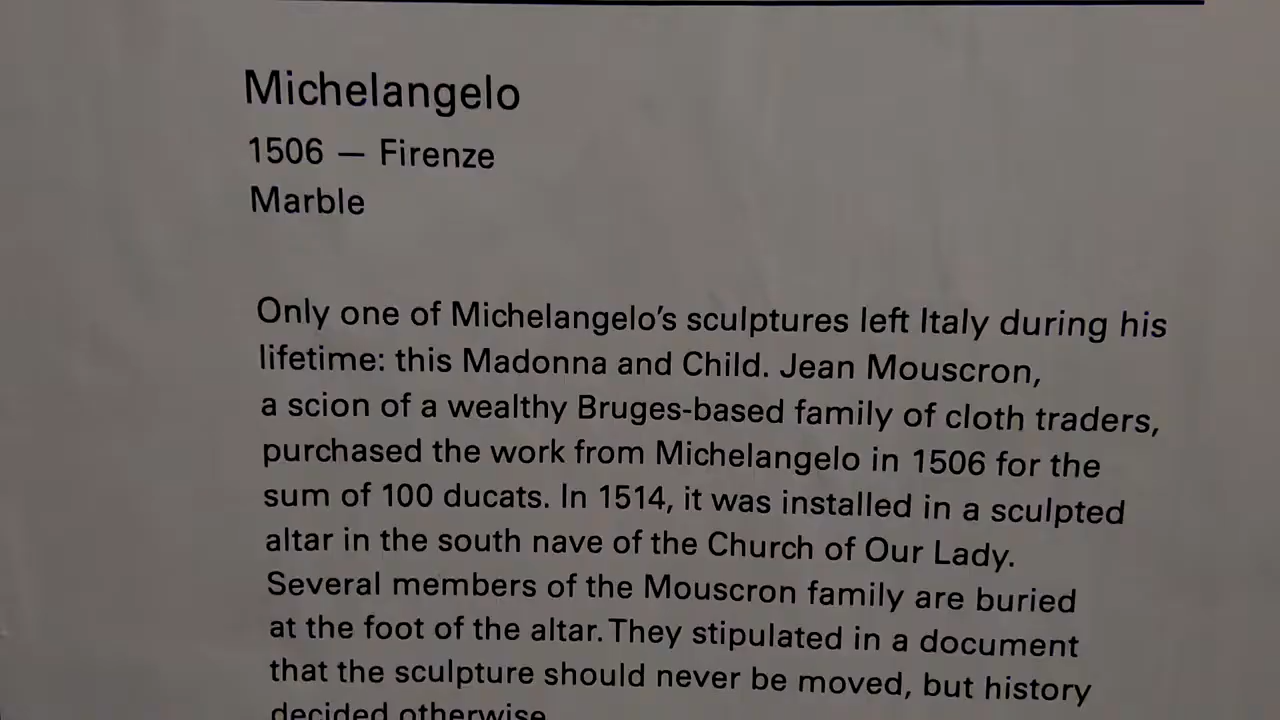 Michelangelo
1506 — Firenze
Marble
Only one of Michelangelo's sculptures left Italy during his
lifetime: this Madonna and Child. Jean Mouscron,
a scion of a wealthy Bruges-based family of cloth traders,
purchased the work from Michelangelo in 1506 for the
sum of 100 ducats. In 1514, it was installed in a sculpted
altar in the south nave of the Church of Our Lady.
Several members of the Mouscron family are buried
at the foot of the altar. They stipulated in a document
that the sculpture should never be moved, but history
decided otherwise